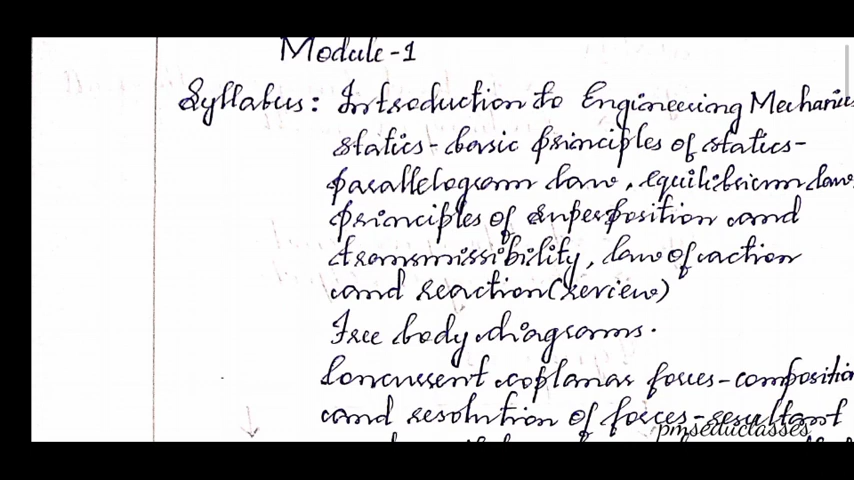 Module-1
Syllabus: Introduction to Engineering Mechanic
statics-basic principles of statics-
parallelogram law, equilibrium law
principles of superposition and
transmissibility, law of action
and reaction(review)
Free body diagrams.
Concurrent coplanar forces-composition
and resolution of forces-resultant
pmseduclasses